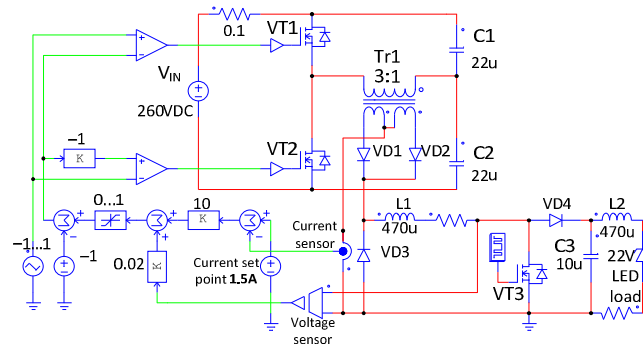 0.1
VT1
V_IN
260VDC
Tr1
3:1
C1
22u
−1
K
VT2
VD1
VD2
C2
22u
0...1
10
K
0.02
K
−1...1
−1
Current set
point 1.5A
Current
sensor
Voltage
sensor
L1
470u
VD3
VD4
VT3
C3
10u
L2
470u
22V
LED
load